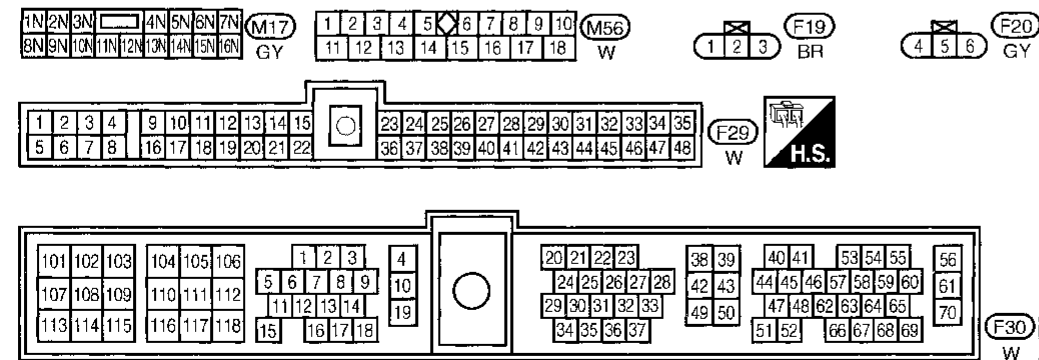 1N 2N 3N 4N 5N 6N 7N M17
8N 9N 10N 11N 12N 13N 14N 15N 16N GY
1 2 3 4 5 6 7 8 9 10 M56
11 12 13 14 15 16 17 18 W
1 2 3 F19
BR
4 5 6 F20
GY
1 2 3 4 9 10 11 12 13 14 15 23 24 25 26 27 28 29 30 31 32 33 34 35 F29
5 6 7 8 16 17 18 19 20 21 22 36 37 38 39 40 41 42 43 44 45 46 47 48 W
H.S.
101 102 103 104 105 106 1 2 3 4 20 21 22 23 38 39 40 41 53 54 55 56
107 108 109 110 111 112 5 6 7 8 9 10 24 25 26 27 28 42 43 44 45 46 57 58 59 60 61
113 114 115 116 117 118 11 12 13 14 19 29 30 31 32 33 49 50 47 48 62 63 64 65 70
15 16 17 18 34 35 36 37 51 52 66 67 68 69 F30
W